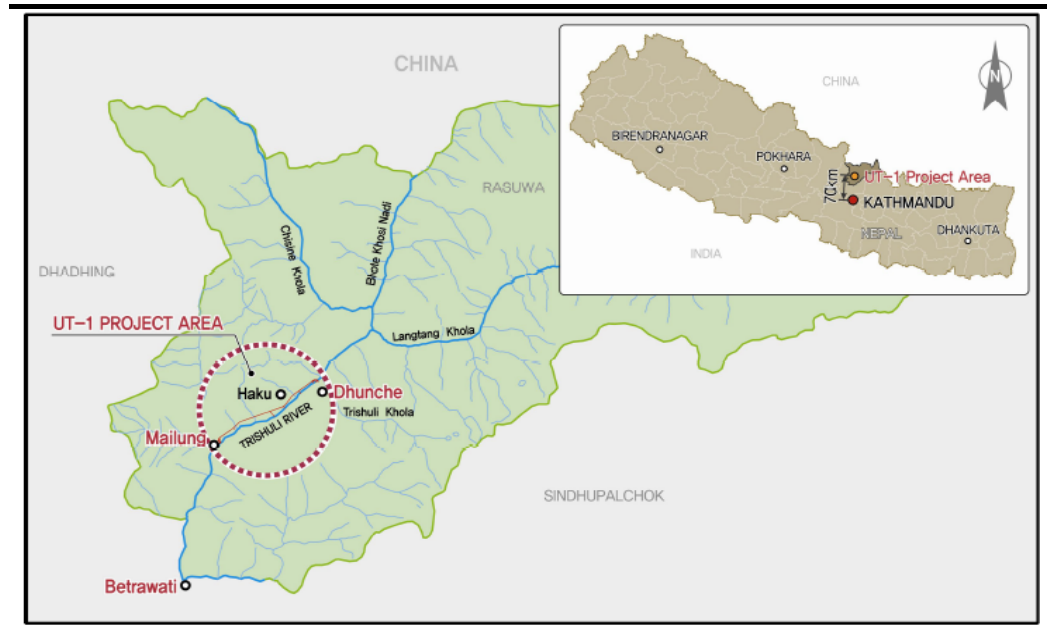 CHINA
RASUWA
DHADHING
Chisine Khola
Bhote Khosi Nadi
Langtang Khola
UT-1 PROJECT AREA
Haku
Dhunche
Trishuli Khola
TRISHULI RIVER
Mailung
SINDHUPALCHOK
Betrawati
N
CHINA
BIRENDRANAGAR
POKHARA
UT-1 Project Area
70km
KATHMANDU
NEPAL
DHANKUTA
INDIA